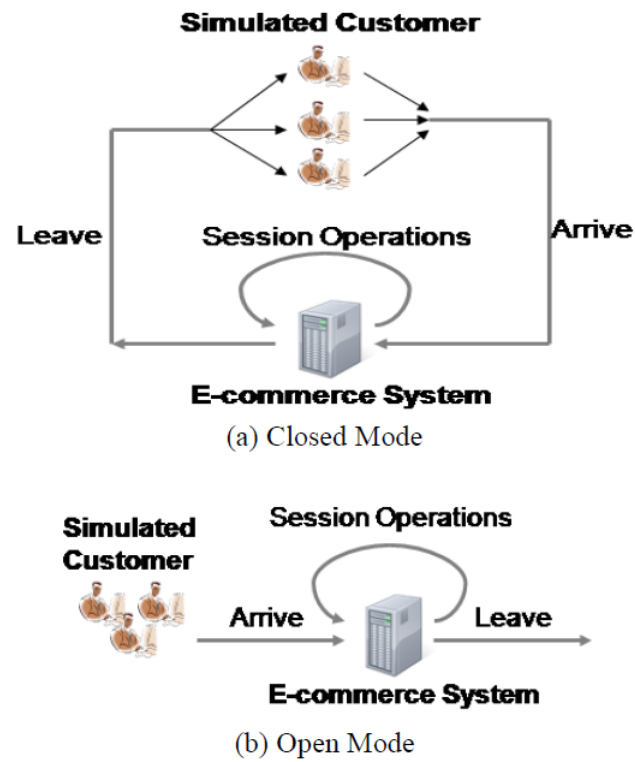 Simulated Customer
Leave
Session Operations
Arrive
E-commerce System
(a) Closed Mode
Simulated
Customer
Session Operations
Arrive
Leave
E-commerce System
(b) Open Mode